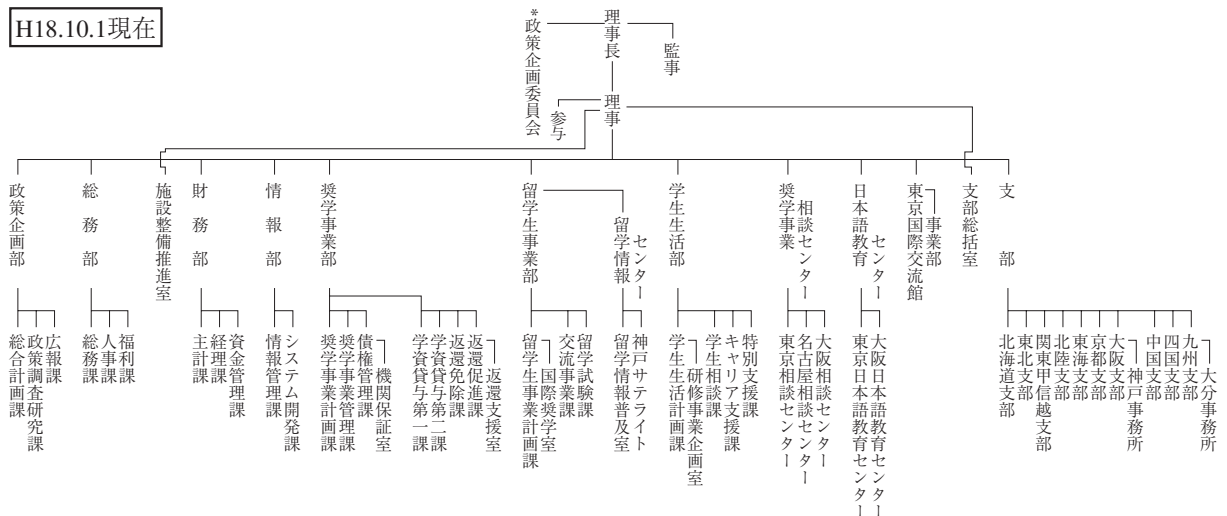 H18.10.1現在
理事長
監事
*政策企画委員会
理事
参与
政策企画部
総務部
施設整備推進室
財務部
情報部
奨学事業部
留学生事業部
留学情報センター
学生生活部
奨学事業相談センター
日本語教育センター
東京国際交流館
事業部
支部総括室
支部
総合計画課
政策調査研究課
広報課
総務課
人事課
福利課
主計課
経理課
資金管理課
情報管理課
システム開発課
奨学事業計画課
奨学事業管理課
債権管理課
機関保証室
学資貸与第一課
学資貸与第二課
返還免除課
返還促進課
返還支援室
留学生事業計画課
国際奨学室
交流事業課
留学試験課
留学情報普及室
神戸サテライト
学生生活計画課
研修事業企画室
学生相談課
キャリア支援課
特別支援課
東京相談センター
名古屋相談センター
大阪相談センター
東京日本語教育センター
大阪日本語教育センター
北海道支部
東北支部
関東甲信越支部
北陸支部
東海支部
京都支部
大阪支部
神戸事務所
中国支部
四国支部
九州支部
大分事務所